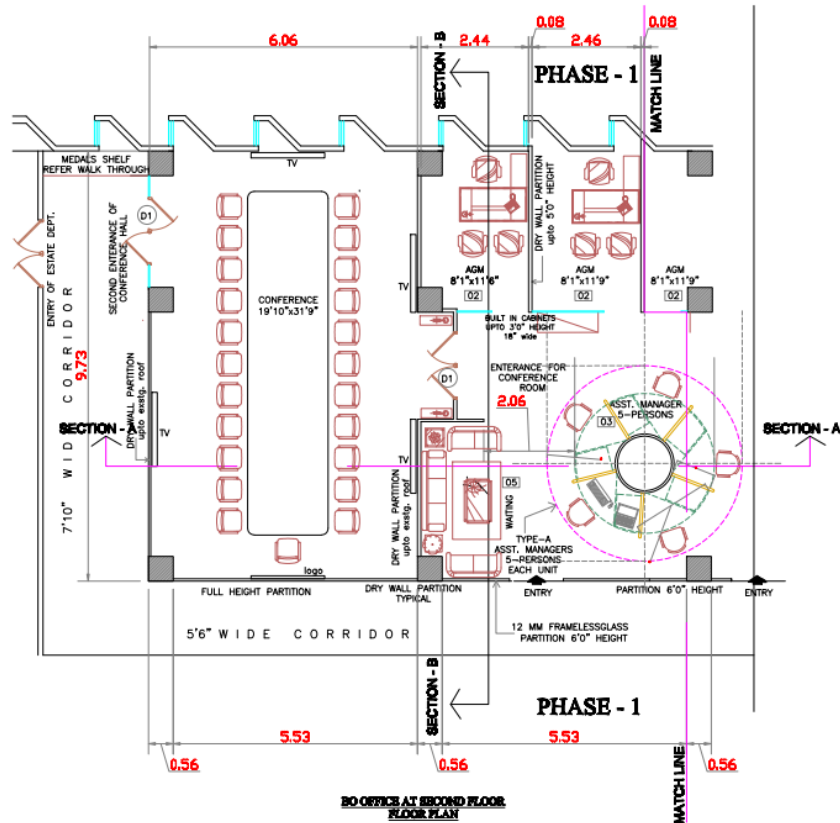 0.08
0.08
6.06
2.44
2.46
SECTION-B
PHASE - 1
MATCH LINE
MEDALS SHELF
REFER WALK THROUGH
TV
DRY WALL PARTITION
upto 5'0" HEIGHT
D1
SECOND ENTERANCE OF
CONFERENCE HALL
ENTRY OF ESTATE DEPT.
AGM
8'1"x11'6"
02
AGM
8'1"x11'9"
02
AGM
8'1"x11'9"
02
TV
CONFERENCE
19'10"x31'9"
BUILT IN CABINETS
UPTO 3'0" HEIGHT
18" wide
7'10" WIDE CORRIDOR
9.73
ENTERANCE FOR
CONFERENCE
ROOM
D1
2.06
ASST. MANAGER
5-PERSONS
03
DRY WALL PARTITION
upto exstg. roof
TV
SECTION-A
SECTION-A
TV
DRY WALL PARTITION
upto exstg. roof
05
WAITING
TYPE-A
ASST. MANAGERS
5-PERSONS
EACH UNIT
logo
FULL HEIGHT PARTITION
DRY WALL PARTITION
TYPICAL
ENTRY
PARTITION 6'0" HEIGHT
ENTRY
5'6" WIDE CORRIDOR
12 MM FRAMELESSGLASS
PARTITION 6'0" HEIGHT
SECTION-B
PHASE - 1
5.53
5.53
0.56
0.56
0.56
MATCH LINE
BO OFFICE AT SECOND FLOOR
FLOOR PLAN